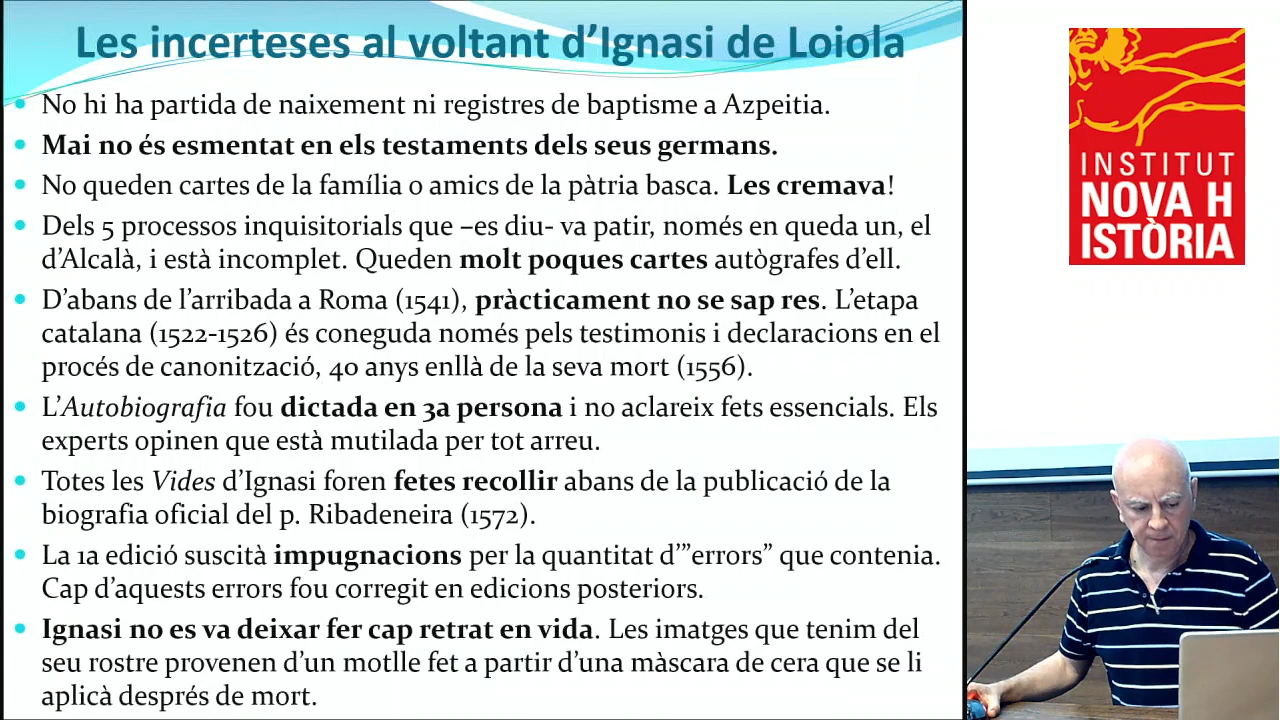 Les incerteses al voltant d’Ignasi de Loiola
No hi ha partida de naixement ni registres de baptisme a Azpeitia.
Mai no és esmentat en els testaments dels seus germans.
No queden cartes de la família o amics de la pàtria basca. Les cremava!
Dels 5 processos inquisitorials que –es diu- va patir, només en queda un, el
d’Alcalà, i està incomplet. Queden molt poques cartes autògrafes d’ell.
D’abans de l’arribada a Roma (1541), pràcticament no se sap res. L’etapa
catalana (1522-1526) és coneguda només pels testimonis i declaracions en el
procés de canonització, 40 anys enllà de la seva mort (1556).
L’Autobiografia fou dictada en 3a persona i no aclareix fets essencials. Els
experts opinen que està mutilada per tot arreu.
Totes les Vides d’Ignasi foren fetes recollir abans de la publicació de la
biografia oficial del p. Ribadeneira (1572).
La 1a edició suscità impugnacions per la quantitat d’”errors” que contenia.
Cap d’aquests errors fou corregit en edicions posteriors.
Ignasi no es va deixar fer cap retrat en vida. Les imatges que tenim del
seu rostre provenen d’un motlle fet a partir d’una màscara de cera que se li
aplicà després de mort.
INSTITUT
NOVA H
ISTÒRIA